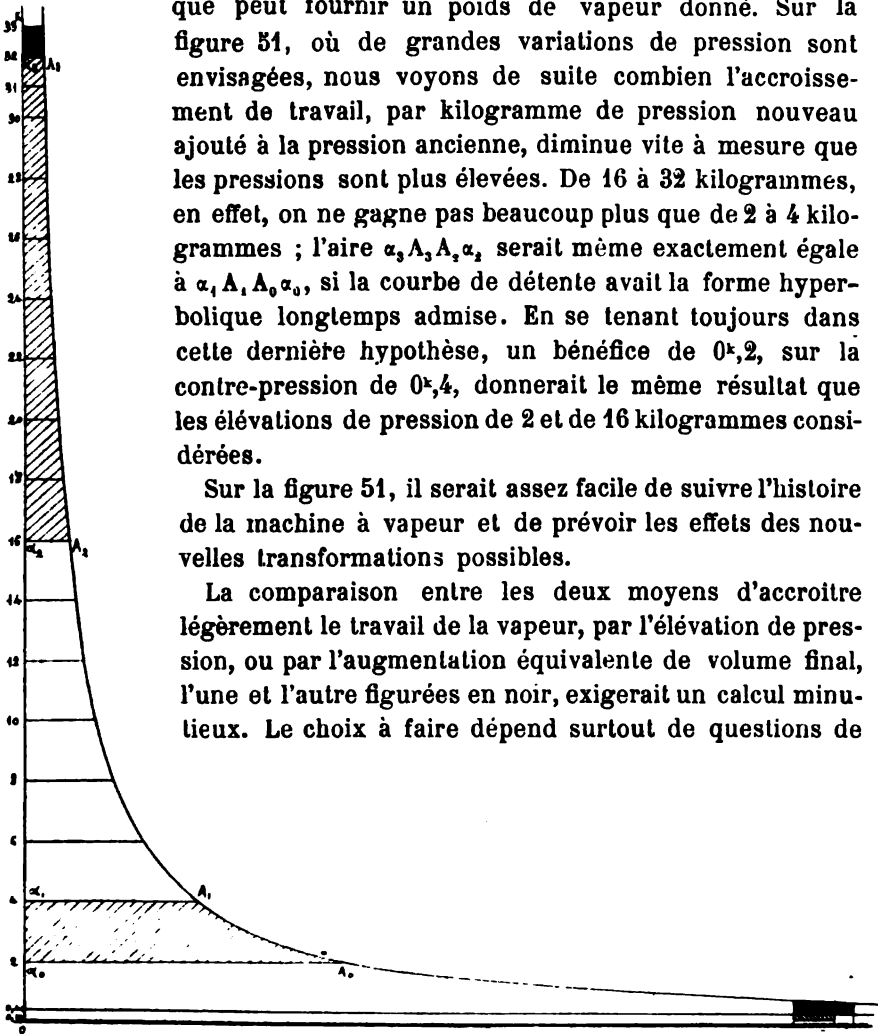 que peut fournir un poids de vapeur donné. Sur la
figure 51, où de grandes variations de pression sont
envisagées, nous voyons de suite combien l'accroisse-
ment de travail, par kilogramme de pression nouveau
ajouté à la pression ancienne, diminue vite à mesure que
les pressions sont plus élevées. De 16 à 32 kilogrammes,
en effet, on ne gagne pas beaucoup plus que de 2 à 4 kilo-
grammes ; l'aire α₃A₃A₂α₂ serait même exactement égale
à α₁A₁A₀α₀, si la courbe de détente avait la forme hyper-
bolique longtemps admise. En se tenant toujours dans
cette dernière hypothèse, un bénéfice de 0ᵏ,2, sur la
contre-pression de 0ᵏ,4, donnerait le même résultat que
les élévations de pression de 2 et de 16 kilogrammes consi-
dérées.
Sur la figure 51, il serait assez facile de suivre l'histoire
de la machine à vapeur et de prévoir les effets des nou-
velles transformations possibles.
La comparaison entre les deux moyens d'accroitre
légèrement le travail de la vapeur, par l'élévation de pres-
sion, ou par l'augmentation équivalente de volume final,
l'une et l'autre figurées en noir, exigerait un calcul minu-
tieux. Le choix à faire dépend surtout de questions de
32
A₃
30
24
16
α₂ A₂
14
12
10
8
6
α₁ A₁
4
2
α₀ A₀
0